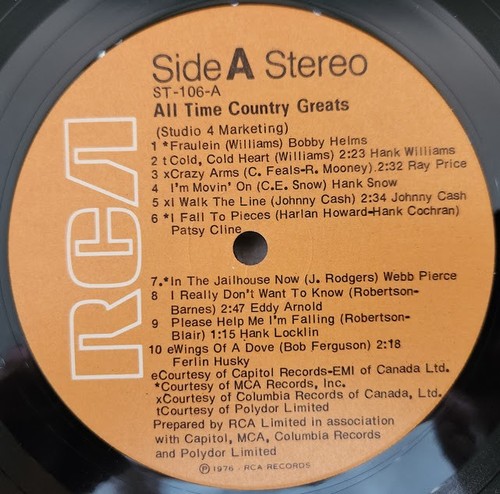 RCA
Side A Stereo
ST-106-A
All Time Country Greats
(Studio 4 Marketing)
1 *Fraulein (Williams) Bobby Helms
2 tCold, Cold Heart (Williams) 2:23 Hank Williams
3 xCrazy Arms (C. Feals-R. Mooney).2:32 Ray Price
4 I'm Movin' On (C.E. Snow) Hank Snow
5 xI Walk The Line (Johnny Cash) 2:34 Johnny Cash
6 *I Fall To Pieces (Harlan Howard-Hank Cochran)
Patsy Cline
7.*In The Jailhouse Now (J. Rodgers) Webb Pierce
8 I Really Don't Want To Know (Robertson-
Barnes) 2:47 Eddy Arnold
9 Please Help Me I'm Falling (Robertson-
Blair) 1:15 Hank Locklin
10 eWings Of A Dove (Bob Ferguson) 2:18
Ferlin Husky
eCourtesy of Capitol Records-EMI of Canada Ltd.
*Courtesy of MCA Records, Inc.
xCourtesy of Columbia Records of Canada, Ltd.
tCourtesy of Polydor Limited
Prepared by RCA Limited in association
with Capitol, MCA, Columbia Records
and Polydor Limited
Ⓟ 1976 - RCA RECORDS